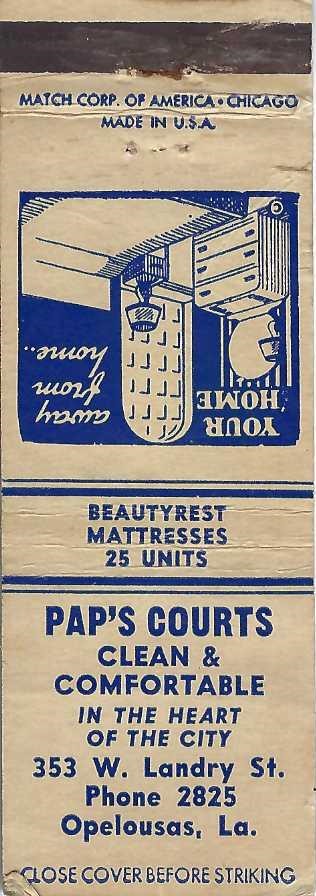 MATCH CORP. OF AMERICA • CHICAGO
MADE IN U.S.A.
YOUR
HOME
away
from
home..
BEAUTYREST
MATTRESSES
25 UNITS
PAP'S COURTS
CLEAN &
COMFORTABLE
IN THE HEART
OF THE CITY
353 W. Landry St.
Phone 2825
Opelousas, La.
CLOSE COVER BEFORE STRIKING